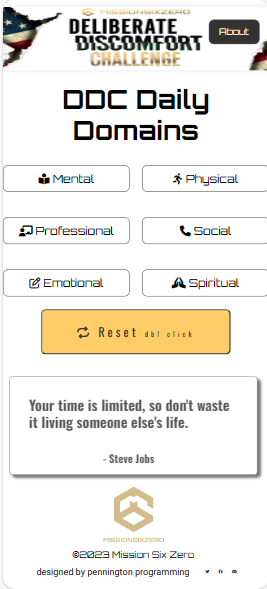 MISSIONSIXZERO
DELIBERATE
DISCOMFORT
CHALLENGE
About
DDC Daily
Domains
Mental
Physical
Professional
Social
Emotional
Spiritual
Reset dbl click
Your time is limited, so don't waste
it living someone else's life.
- Steve Jobs
MISSIONSIXZERO
©2023 Mission Six Zero
designed by pennington programming